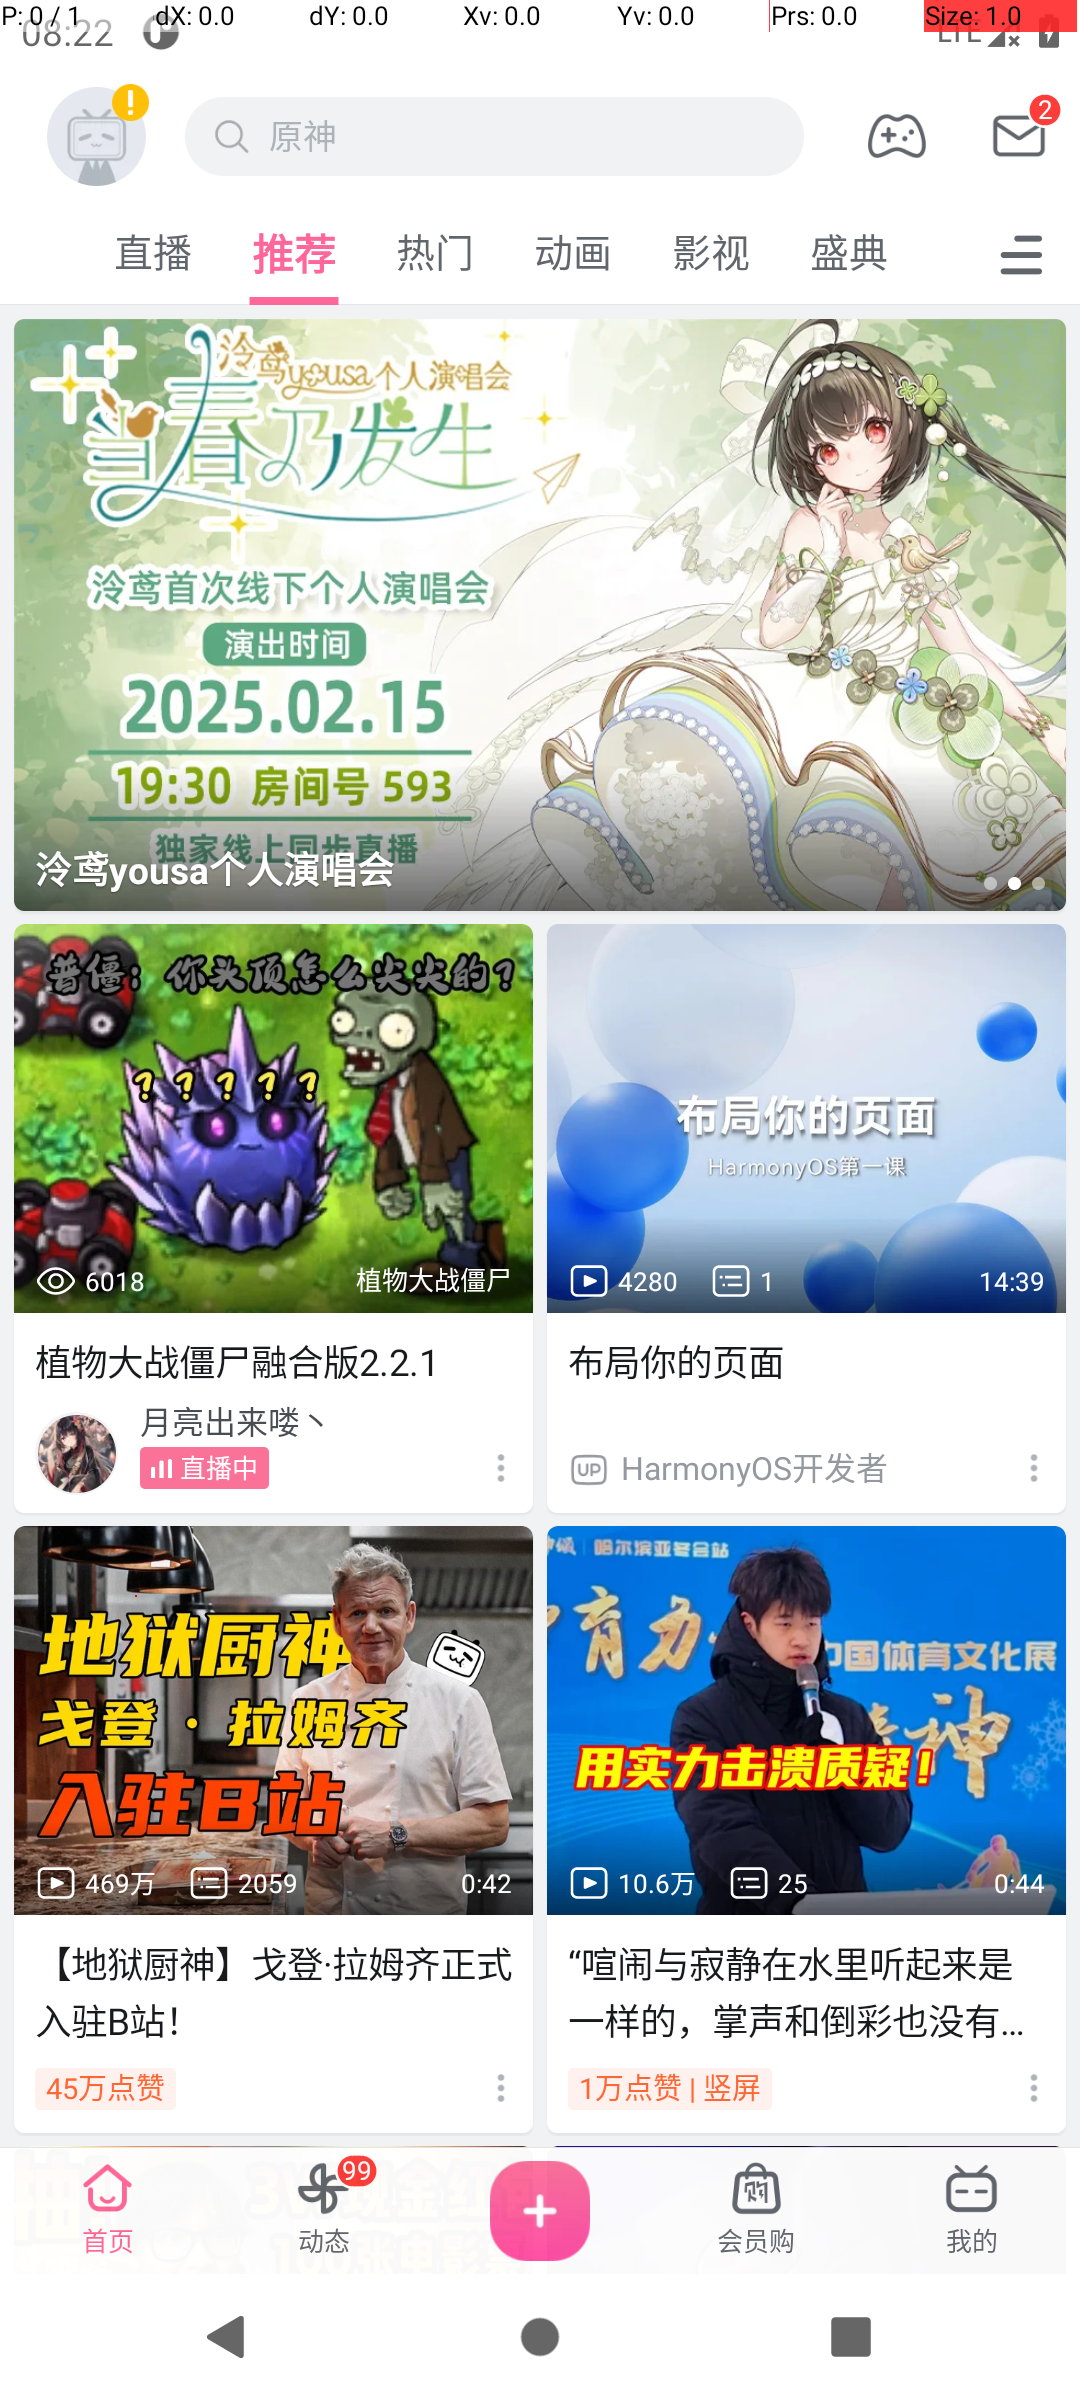 P: 0 / 1 dX: 0.0 dY: 0.0 Xv: 0.0 Yv: 0.0 Prs: 0.0 Size: 1.0
08:22 LTE
原神
2
直播 推荐 热门 动画 影视 盛典
泠鸢yousa个人演唱会
当春乃发生
泠鸢首次线下个人演唱会
演出时间
2025.02.15
19:30 房间号 593
独家线上同步直播
泠鸢yousa个人演唱会
普僵：你头顶怎么尖尖的？
? ? ? ? ?
6018 植物大战僵尸
植物大战僵尸融合版2.2.1
月亮出来喽丶
直播中
布局你的页面
HarmonyOS第一课
4280 1 14:39
布局你的页面
UP HarmonyOS开发者
地狱厨神
戈登·拉姆齐
入驻B站
469万 2059 0:42
【地狱厨神】戈登·拉姆齐正式
入驻B站！
45万点赞
哈尔滨亚冬会站
育力
中国体育文化展
神
用实力击溃质疑！
10.6万 25 0:44
“喧闹与寂静在水里听起来是
一样的，掌声和倒彩也没有...
1万点赞 | 竖屏
首页 动态 99 会员购 我的